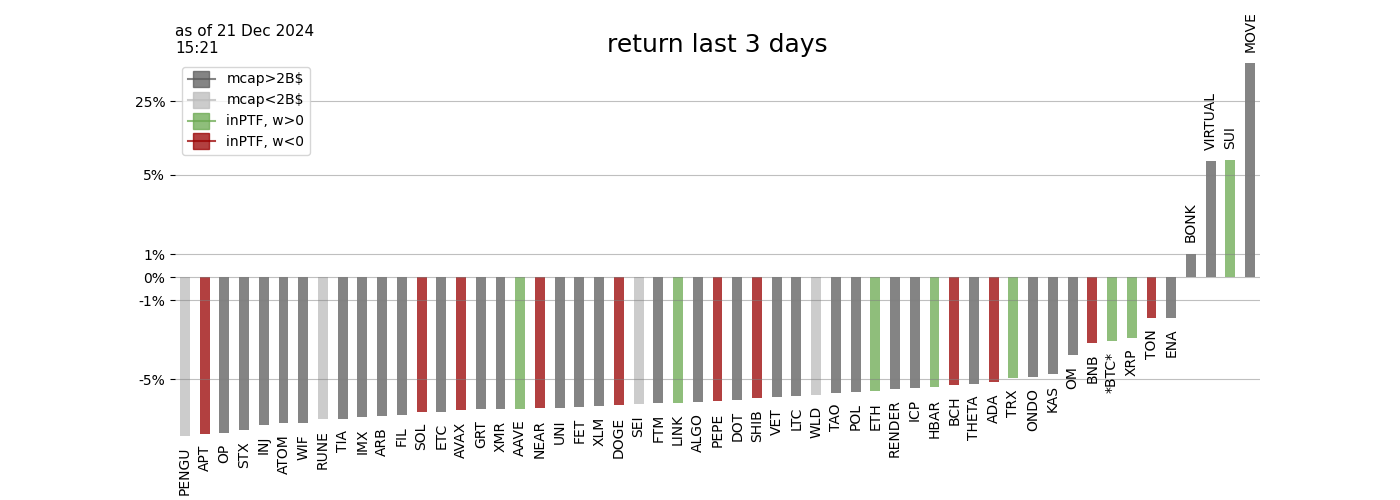 as of 21 Dec 2024
15:21
return last 3 days
mcap>2B$
mcap<2B$
inPTF, w>0
inPTF, w<0
25%
5%
1%
0%
-1%
-5%
PENGU
APT
OP
STX
INJ
ATOM
WIF
RUNE
TIA
IMX
ARB
FIL
SOL
ETC
AVAX
GRT
XMR
AAVE
NEAR
UNI
FET
XLM
DOGE
SEI
FTM
LINK
ALGO
PEPE
DOT
SHIB
VET
LTC
WLD
TAO
POL
ETH
RENDER
ICP
HBAR
BCH
THETA
ADA
TRX
ONDO
KAS
OM
BNB
*BTC*
XRP
TON
ENA
BONK
VIRTUAL
SUI
MOVE